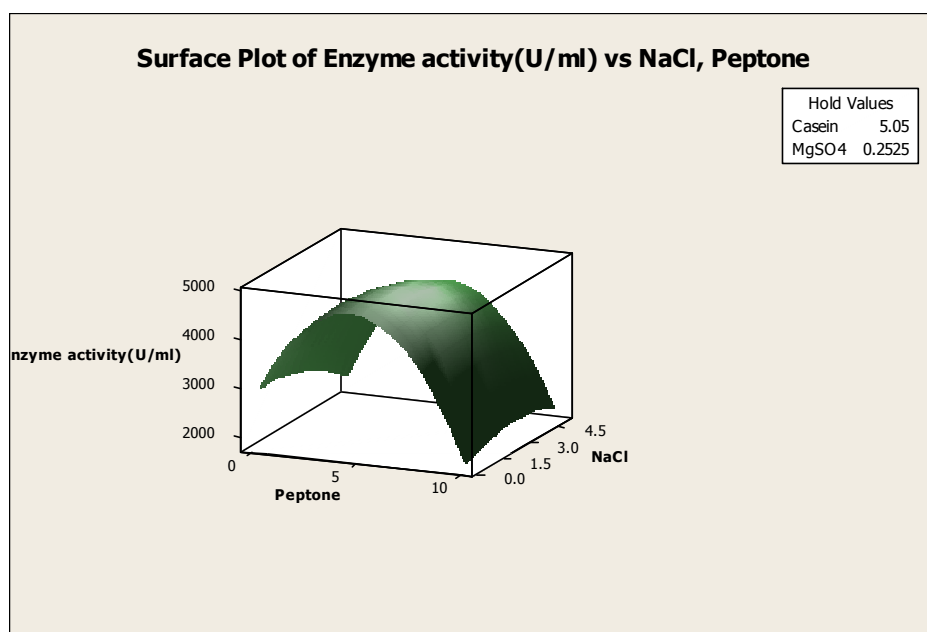 Surface Plot of Enzyme activity(U/ml) vs NaCl, Peptone
Hold Values
Casein 5.05
MgSO4 0.2525
5000
4000
nzyme activity(U/ml)
3000
2000
0
5
10
Peptone
0.0
1.5
3.0
4.5
NaCl